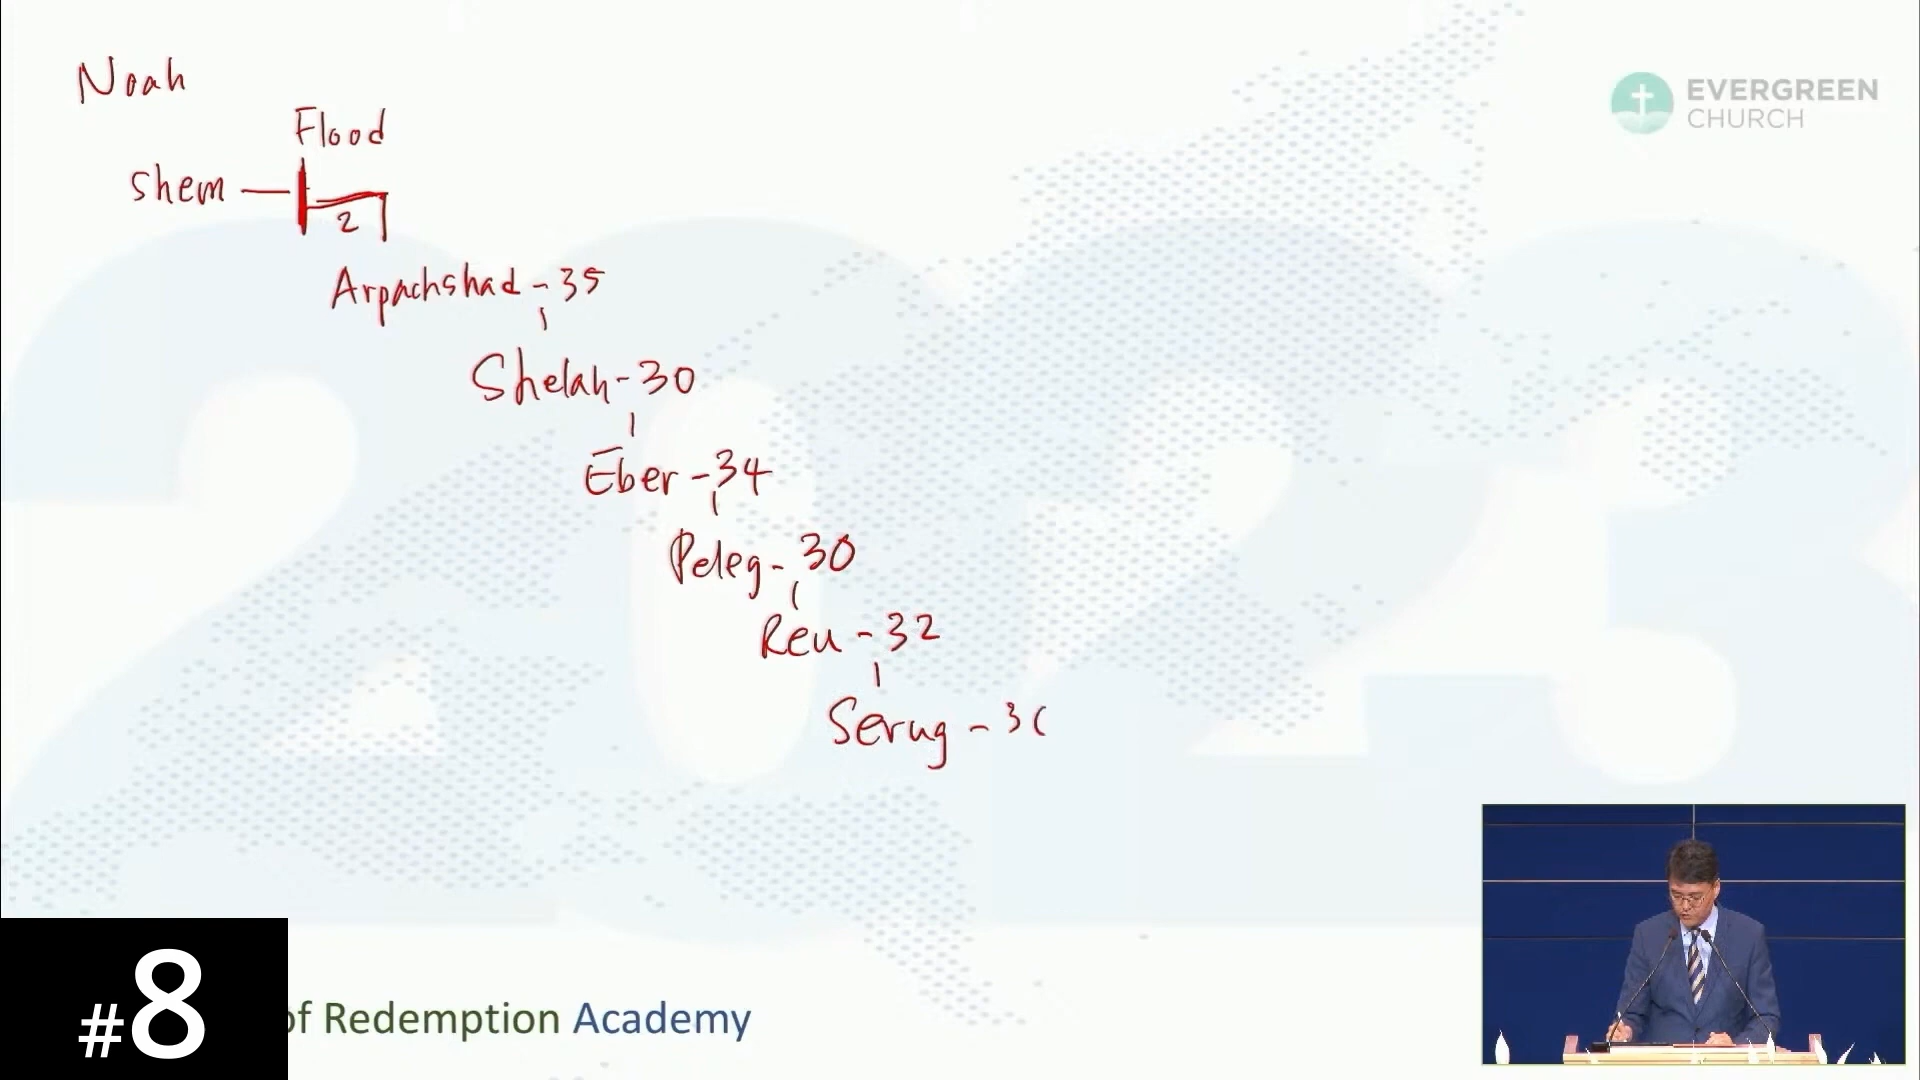 Noah
Flood
Shem —
2
Arpachshad - 35
Shelah - 30
Eber - 34
Peleg - 30
Reu - 32
Serug - 3(
EVERGREEN
CHURCH
#8
of Redemption Academy